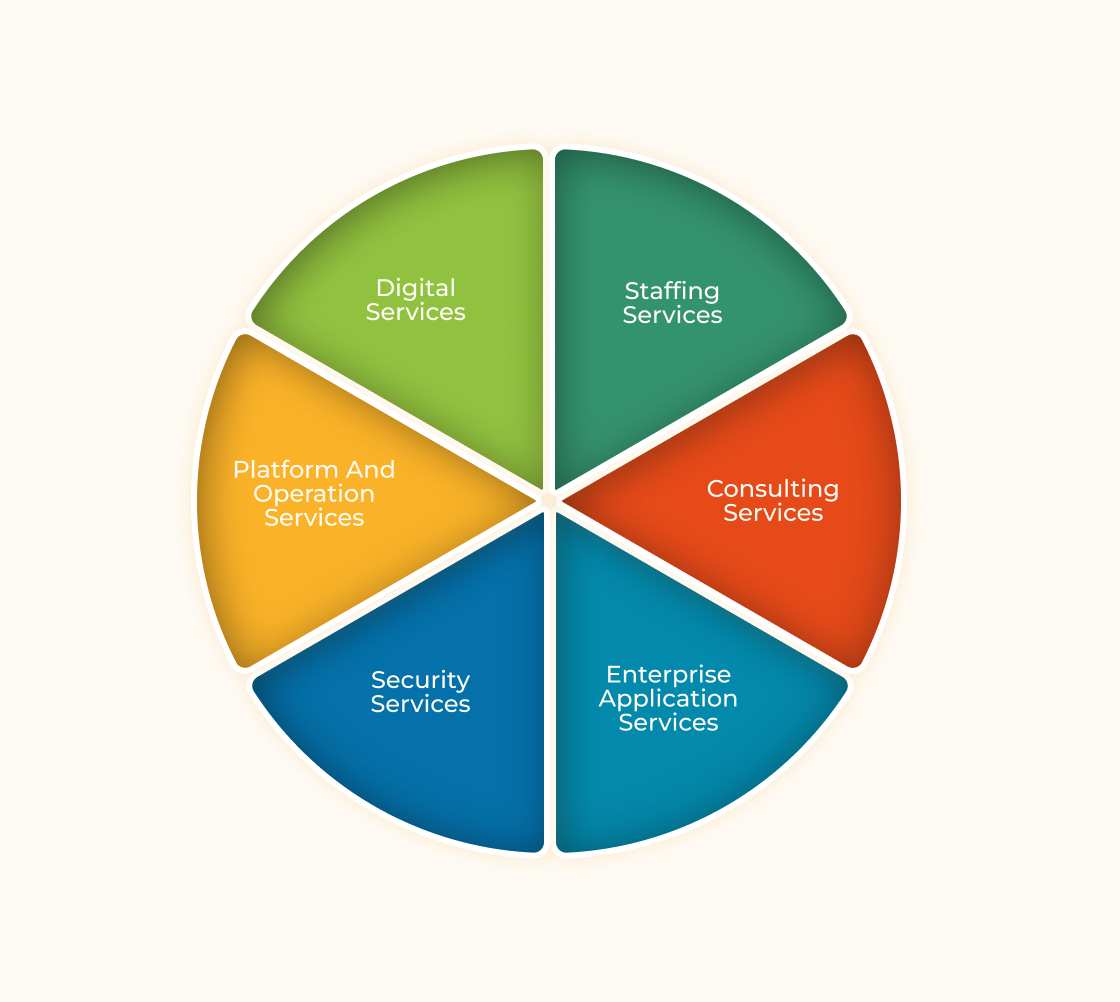 Digital
Services
Staffing
Services
Platform And
Operation
Services
Consulting
Services
Security
Services
Enterprise
Application
Services